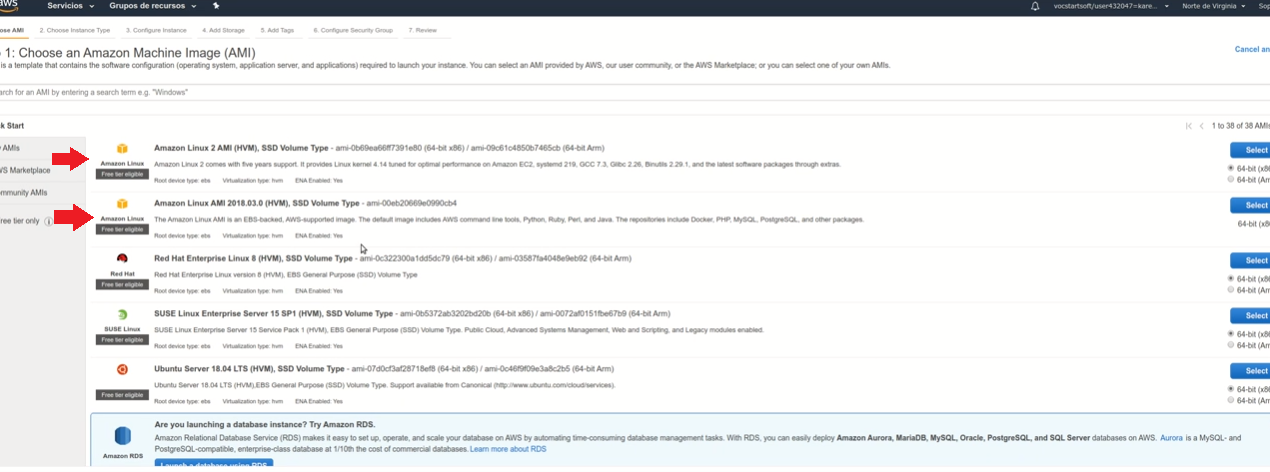 aws Servicios Grupos de recursos vocstartsoft/user432047=kare... Norte de Virginia Sop
ose AMI 2. Choose Instance Type 3. Configure Instance 4. Add Storage 5. Add Tags 6. Configure Security Group 7. Review
1: Choose an Amazon Machine Image (AMI) Cancel an
is a template that contains the software configuration (operating system, application server, and applications) required to launch your instance. You can select an AMI provided by AWS, our user community, or the AWS Marketplace; or you can select one of your own AMIs.
arch for an AMI by entering a search term e.g. "Windows"
k Start 1 to 38 of 38 AMIs
AMIs
WS Marketplace
mmunity AMIs
ree tier only
Amazon Linux
Free tier eligible
Amazon Linux 2 AMI (HVM), SSD Volume Type - ami-0b69ea66ff7391e80 (64-bit x86) / ami-09c61c4850b7465cb (64-bit Arm)
Amazon Linux 2 comes with five years support. It provides Linux kernel 4.14 tuned for optimal performance on Amazon EC2, systemd 219, GCC 7.3, Glibc 2.26, Binutils 2.29.1, and the latest software packages through extras.
Root device type: ebs Virtualization type: hvm ENA Enabled: Yes
Select
64-bit (x86
64-bit (Ar
Amazon Linux
Free tier eligible
Amazon Linux AMI 2018.03.0 (HVM), SSD Volume Type - ami-00eb20669e0990cb4
The Amazon Linux AMI is an EBS-backed, AWS-supported image. The default image includes AWS command line tools, Python, Ruby, Perl, and Java. The repositories include Docker, PHP, MySQL, PostgreSQL, and other packages.
Root device type: ebs Virtualization type: hvm ENA Enabled: Yes
Select
64-bit (x8
Red Hat
Free tier eligible
Red Hat Enterprise Linux 8 (HVM), SSD Volume Type - ami-0c322300a1dd5dc79 (64-bit x86) / ami-03587fa4048e9eb92 (64-bit Arm)
Red Hat Enterprise Linux version 8 (HVM), EBS General Purpose (SSD) Volume Type
Root device type: ebs Virtualization type: hvm ENA Enabled: Yes
Select
64-bit (x86
64-bit (Ar
SUSE Linux
Free tier eligible
SUSE Linux Enterprise Server 15 SP1 (HVM), SSD Volume Type - ami-0b5372ab3202bd20b (64-bit x86) / ami-0072af0151fbe67b9 (64-bit Arm)
SUSE Linux Enterprise Server 15 Service Pack 1 (HVM), EBS General Purpose (SSD) Volume Type. Public Cloud, Advanced Systems Management, Web and Scripting, and Legacy modules enabled.
Root device type: ebs Virtualization type: hvm ENA Enabled: Yes
Select
64-bit (x86
64-bit (Ar
Free tier eligible
Ubuntu Server 18.04 LTS (HVM), SSD Volume Type - ami-07d0cf3af28718ef8 (64-bit x86) / ami-0c46f9f09e3a8c2b5 (64-bit Arm)
Ubuntu Server 18.04 LTS (HVM),EBS General Purpose (SSD) Volume Type. Support available from Canonical (http://www.ubuntu.com/cloud/services).
Root device type: ebs Virtualization type: hvm ENA Enabled: Yes
Select
64-bit (x86
64-bit (Ar
Amazon RDS
Are you launching a database instance? Try Amazon RDS.
Amazon Relational Database Service (RDS) makes it easy to set up, operate, and scale your database on AWS by automating time-consuming database management tasks. With RDS, you can easily deploy Amazon Aurora, MariaDB, MySQL, Oracle, PostgreSQL, and SQL Server databases on AWS. Aurora is a MySQL- and
PostgreSQL-compatible, enterprise-class database at 1/10th the cost of commercial databases. Learn more about RDS
Launch a database using RDS